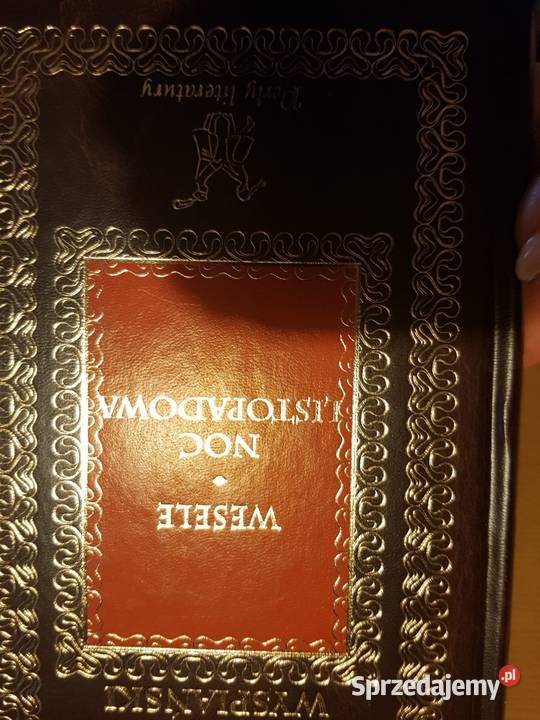 WYSPIAŃSKI
WESELE
NOC
LISTOPADOWA
Perły literatury
Sprzedajemy.pl